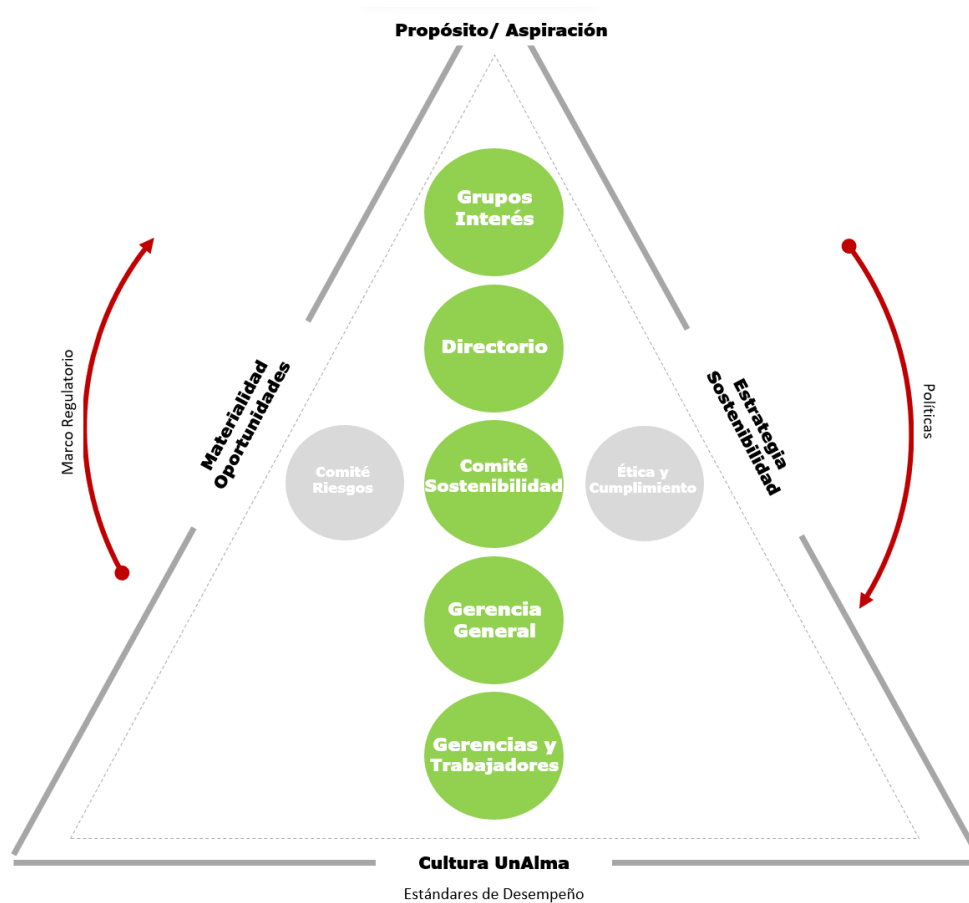 Propósito/ Aspiración
Grupos
Interés
Directorio
Marco Regulatorio
Materialidad
Oportunidades
Comité
Riesgos
Comité
Sostenibilidad
Ética y
Cumplimiento
Estrategia
Sostenibilidad
Políticas
Gerencia
General
Gerencias y
Trabajadores
Cultura UnAlma
Estándares de Desempeño